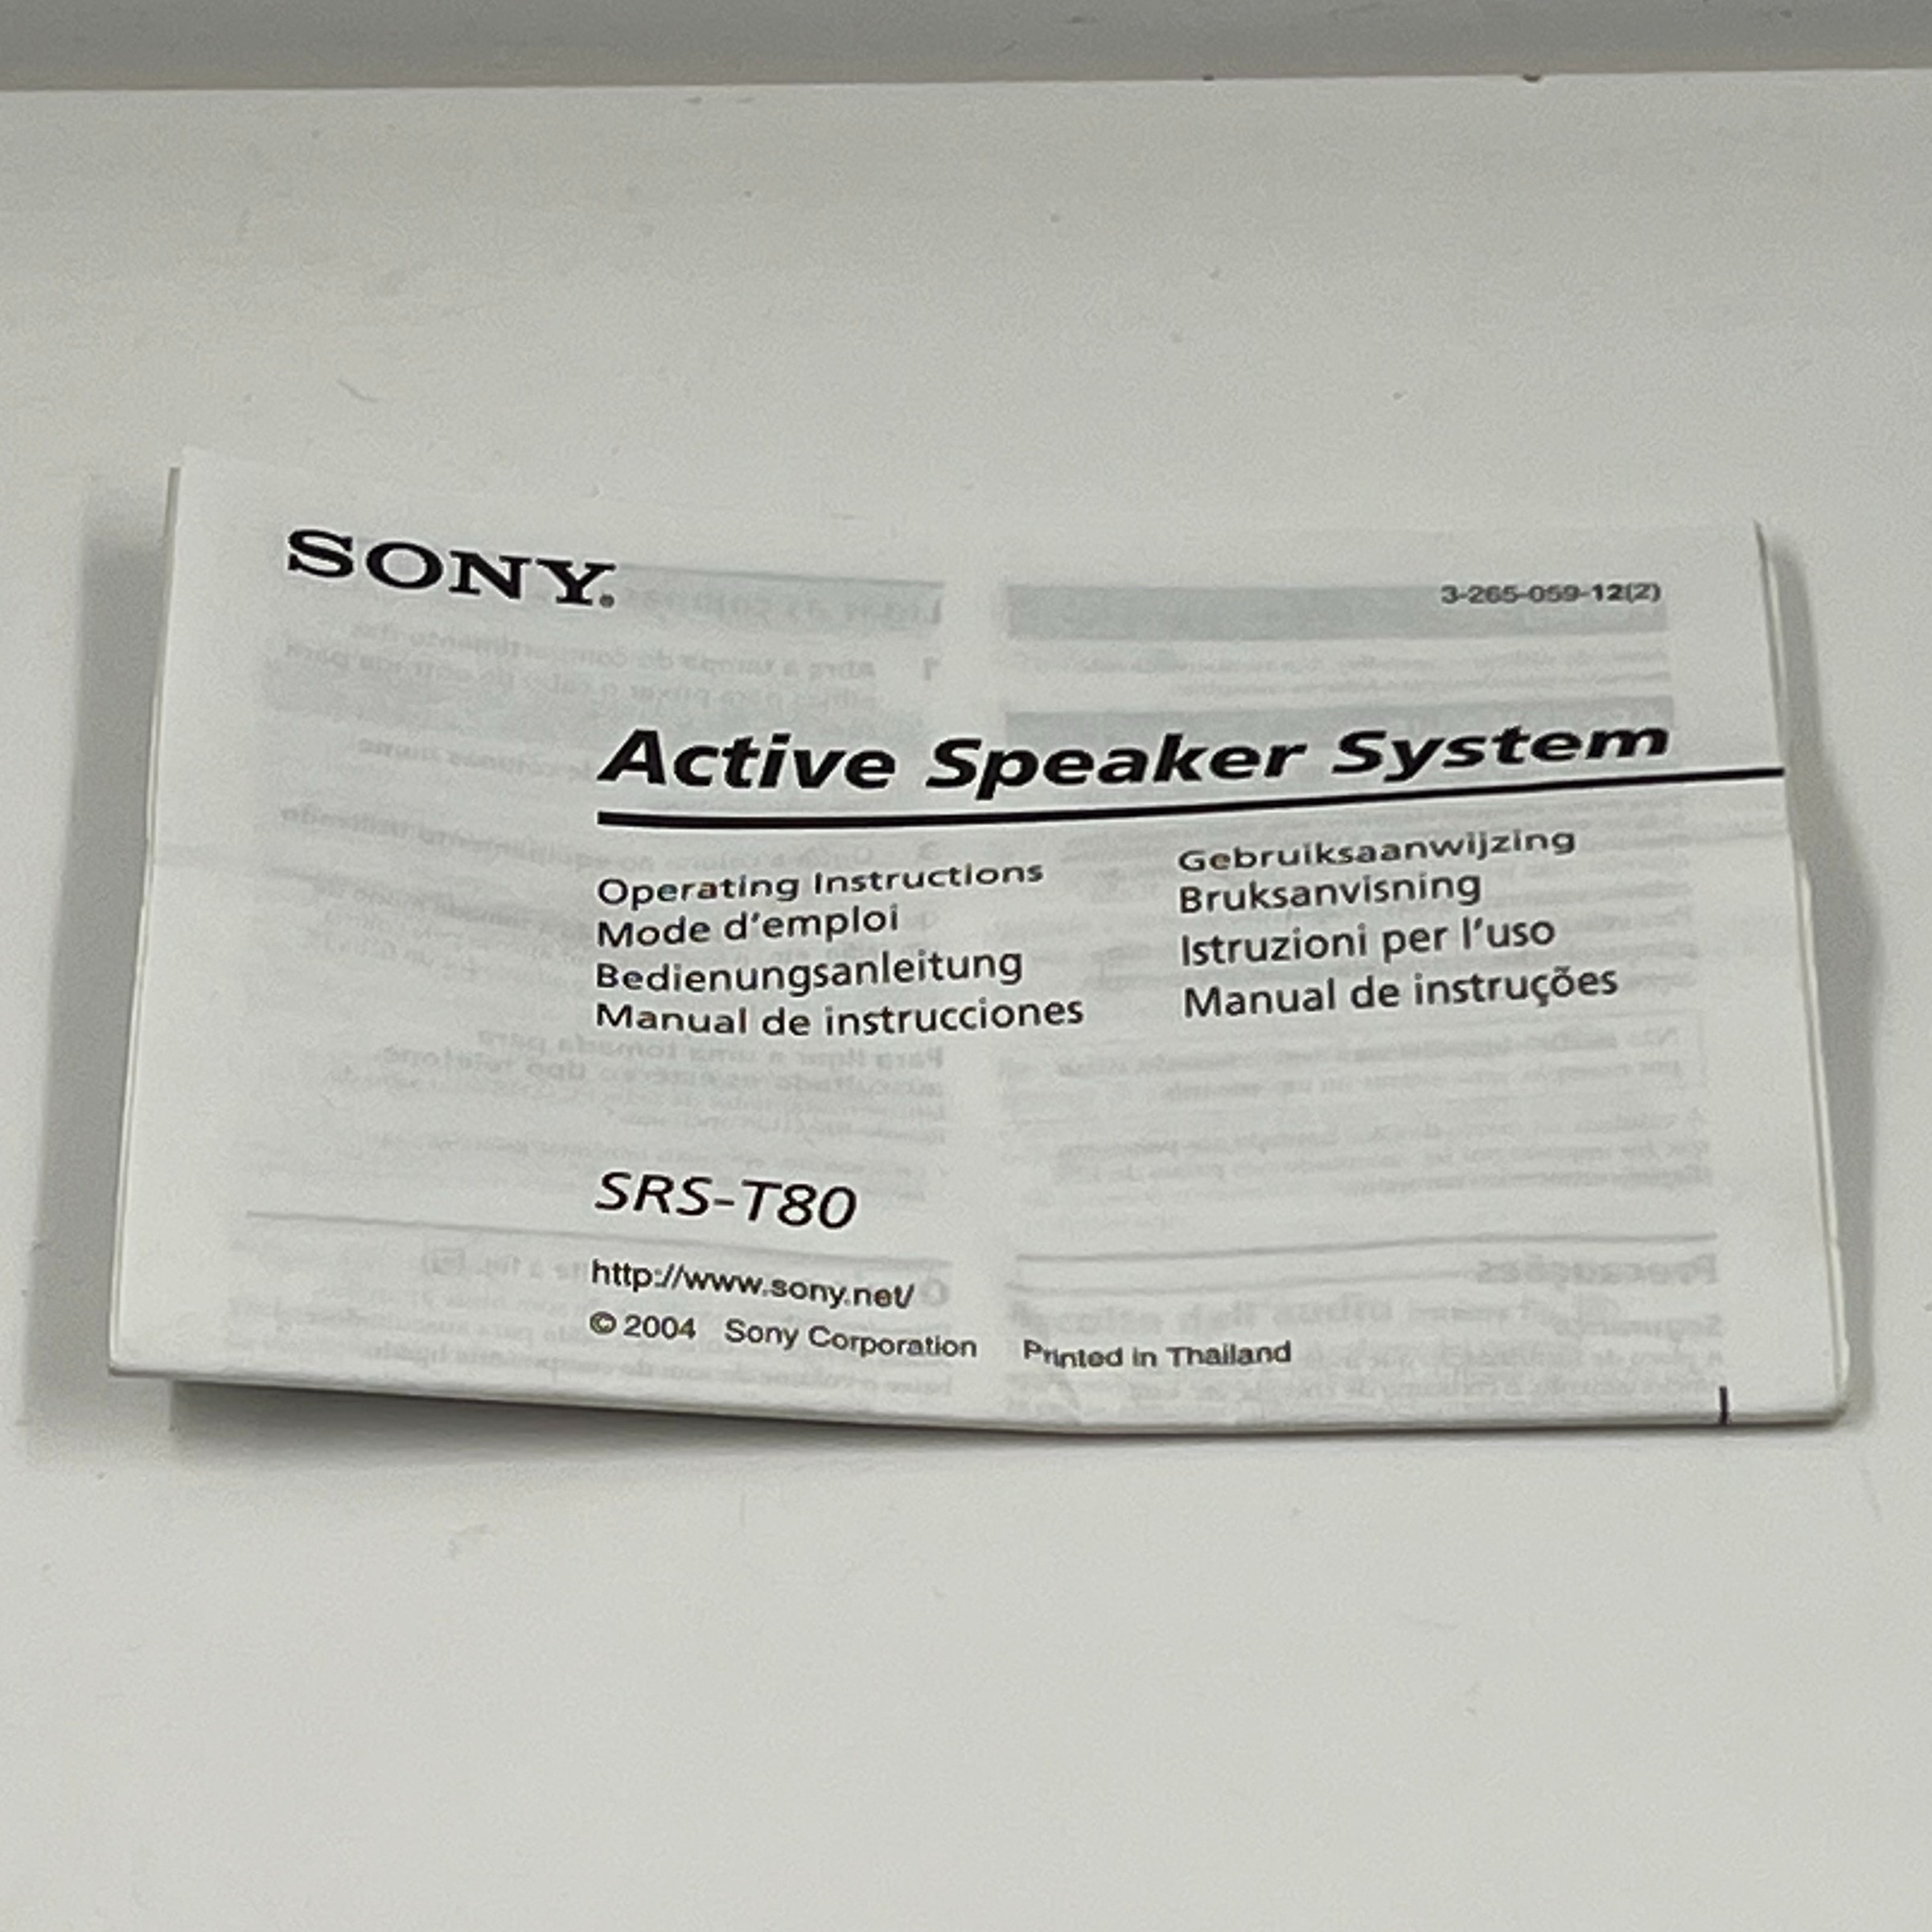 SONY®
3-265-059-12(2)
Active Speaker System
Operating Instructions
Mode d'emploi
Bedienungsanleitung
Manual de instrucciones
Gebruiksaanwijzing
Bruksanvisning
Istruzioni per l'uso
Manual de instruções
SRS-T80
http://www.sony.net/
© 2004 Sony Corporation Printed in Thailand